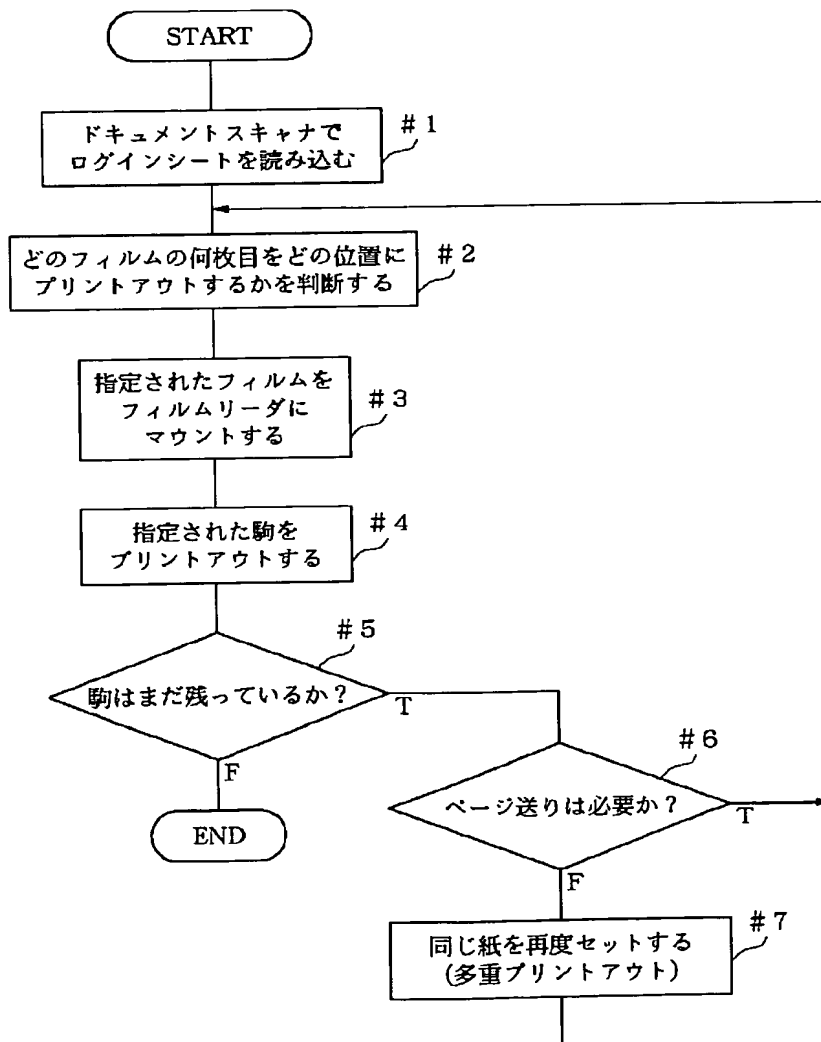 START
ドキュメントスキャナで
ログインシートを読み込む
#1
どのフィルムの何枚目をどの位置に
プリントアウトするかを判断する
#2
指定されたフィルムを
フィルムリーダに
マウントする
#3
指定された駒を
プリントアウトする
#4
駒はまだ残っているか?
#5
T
F
END
ページ送りは必要か?
#6
T
F
同じ紙を再度セットする
(多重プリントアウト)
#7